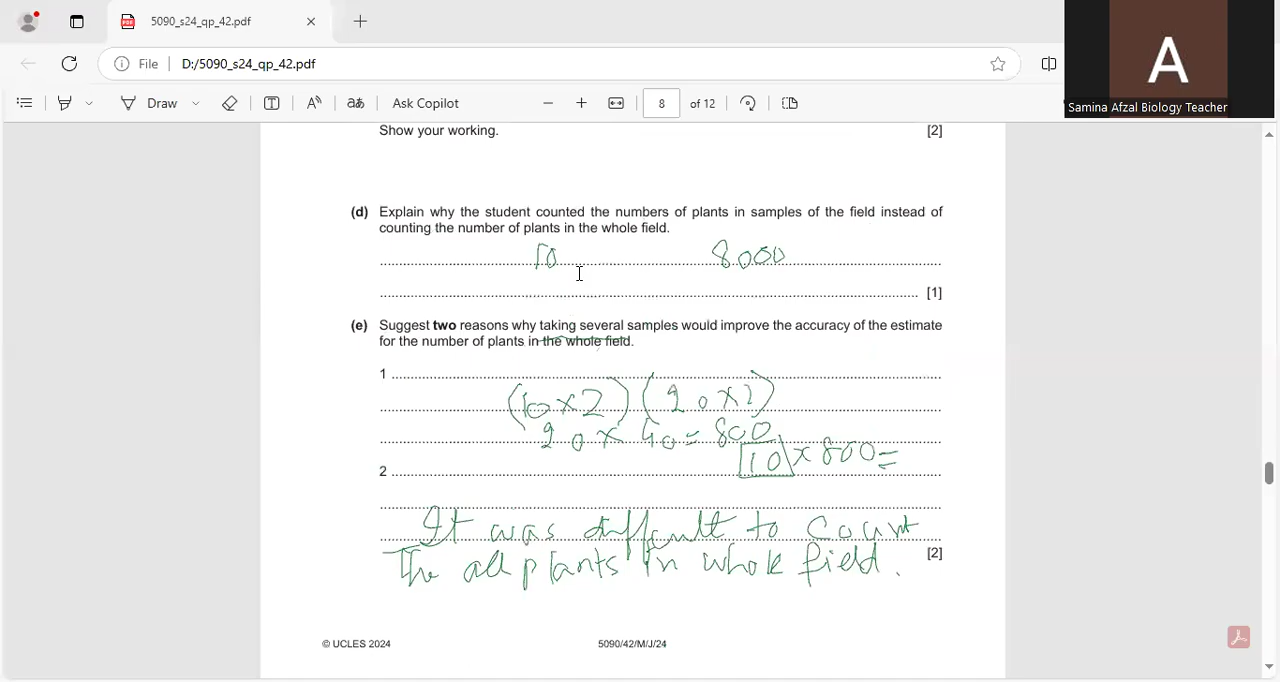 5090_s24_qp_42.pdf
File D:/5090_s24_qp_42.pdf
Draw Ask Copilot 8 of 12
A
Samina Afzal Biology Teacher
Show your working. [2]
(d) Explain why the student counted the numbers of plants in samples of the field instead of
counting the number of plants in the whole field.
10 8000
[1]
(e) Suggest two reasons why taking several samples would improve the accuracy of the estimate
for the number of plants in the whole field.
1
(10 x 2) (20 x 2)
20 x 40 = 800
10 x 800 =
2
It was difficult to count
[2]
the all plants in whole field.
© UCLES 2024 5090/42/M/J/24